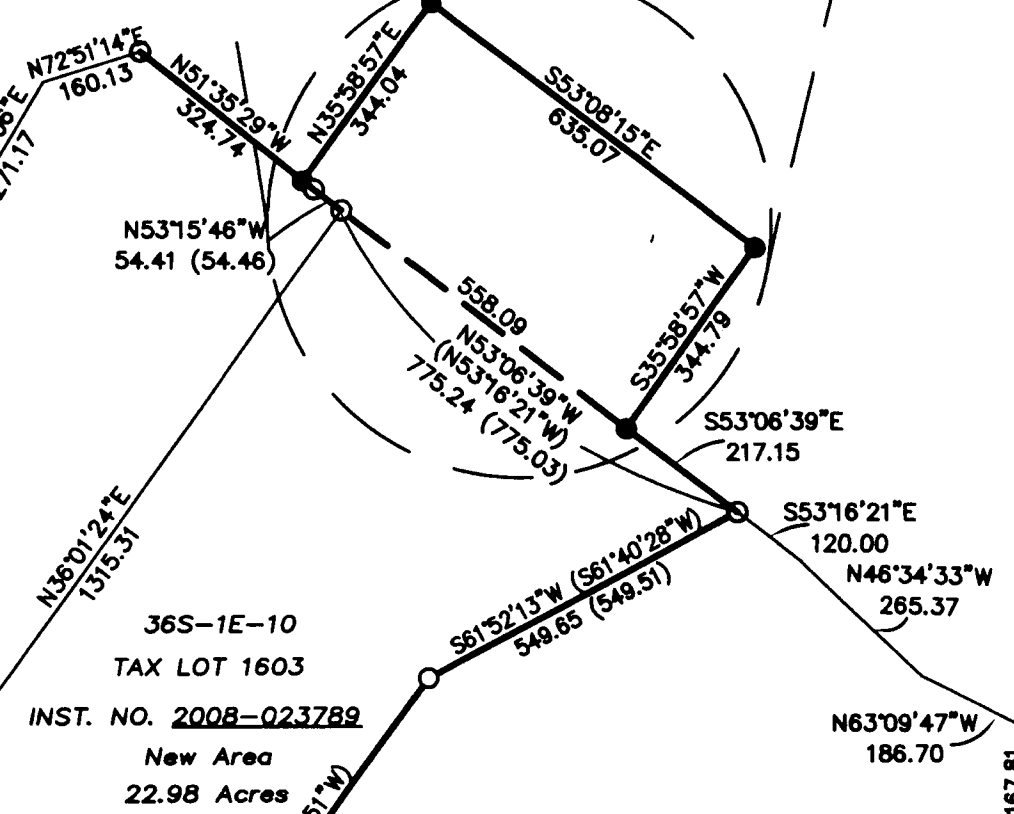 N72°51'14"E
160.13
N51°35'29"W
324.74
N35°58'57"E
344.04
S53°08'15"E
635.07
N53°15'46"W
54.41 (54.46)
558.09
N53°06'39"W
(N53°16'21"W)
775.24 (775.03)
S35°58'57"W
344.79
S53°06'39"E
217.15
S53°16'21"E
120.00
N46°34'33"W
265.37
N36°01'24"E
1315.31
S61°52'13"W (S61°40'28"W)
549.65 (549.51)
36S-1E-10
TAX LOT 1603
INST. NO. 2008-023789
New Area
22.98 Acres
N63°09'47"W
186.70
51"W)